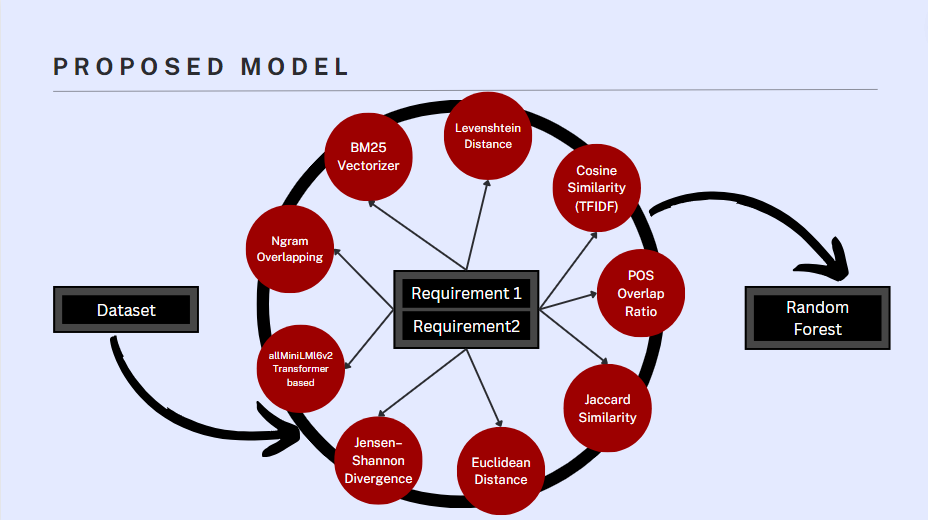 PROPOSED MODEL
Levenshtein
Distance
BM25
Vectorizer
Cosine
Similarity
(TFIDF)
Ngram
Overlapping
POS
Overlap
Ratio
Requirement 1
Requirement2
Dataset
Random
Forest
allMiniLMl6v2
Transformer
based
Jaccard
Similarity
Jensen–
Shannon
Divergence
Euclidean
Distance